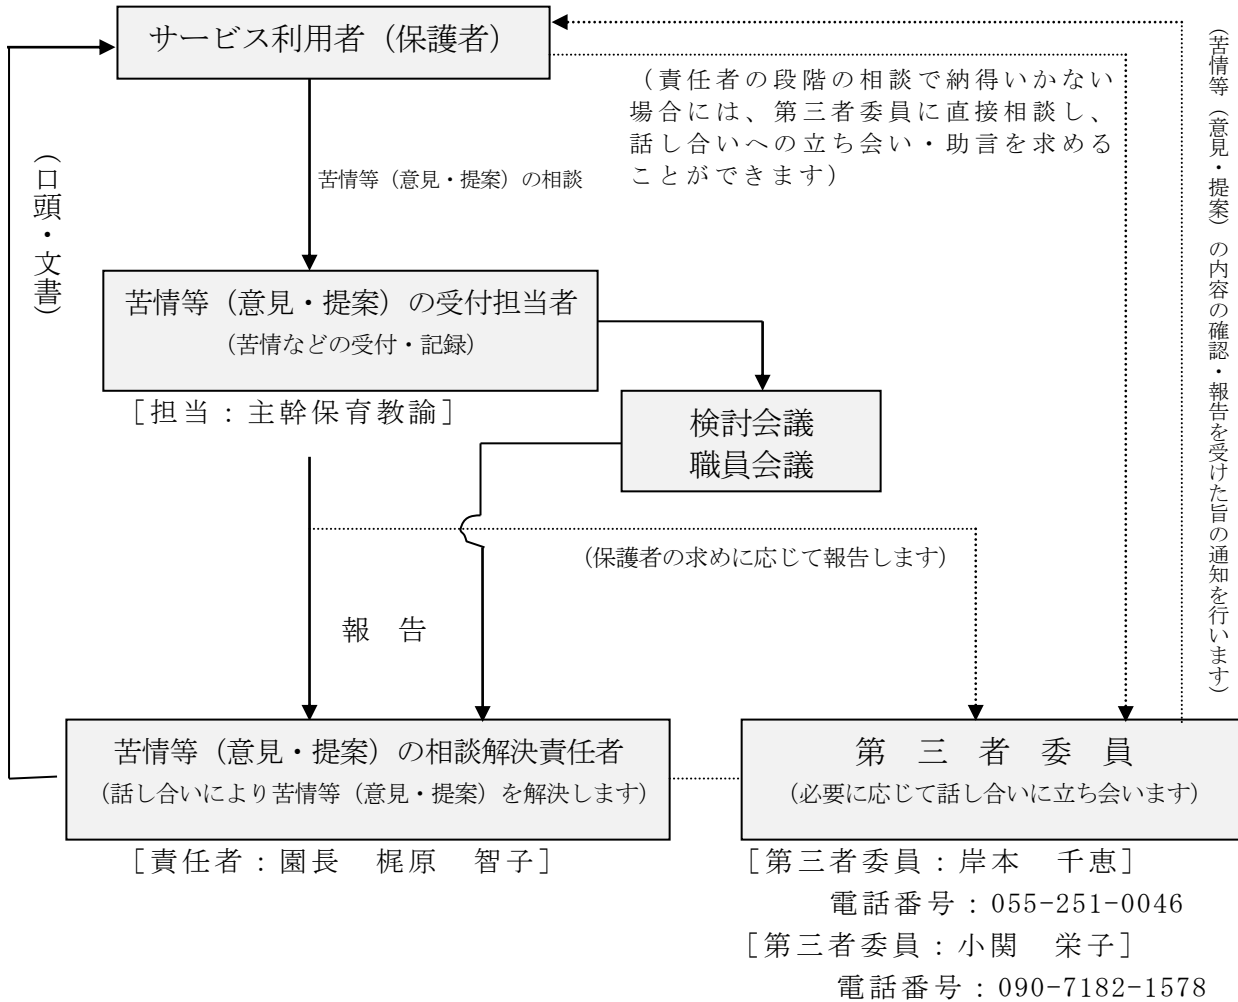 サービス利用者（保護者）
（責任者の段階の相談で納得いかない
場合には、第三者委員に直接相談し、
話し合いへの立ち会い・助言を求める
ことができます）
（苦情等（意見・提案）の内容の確認・報告を受けた旨の通知を行います）
（口頭・文書）
苦情等（意見・提案）の相談
苦情等（意見・提案）の受付担当者
（苦情などの受付・記録）
［担当：主幹保育教諭］
検討会議
職員会議
（保護者の求めに応じて報告します）
報　告
苦情等（意見・提案）の相談解決責任者
（話し合いにより苦情等（意見・提案）を解決します）
［責任者：園長　梶原　智子］
第　三　者　委　員
（必要に応じて話し合いに立ち会います）
［第三者委員：岸本　千恵］
電話番号：055-251-0046
［第三者委員：小関　栄子］
電話番号：090-7182-1578